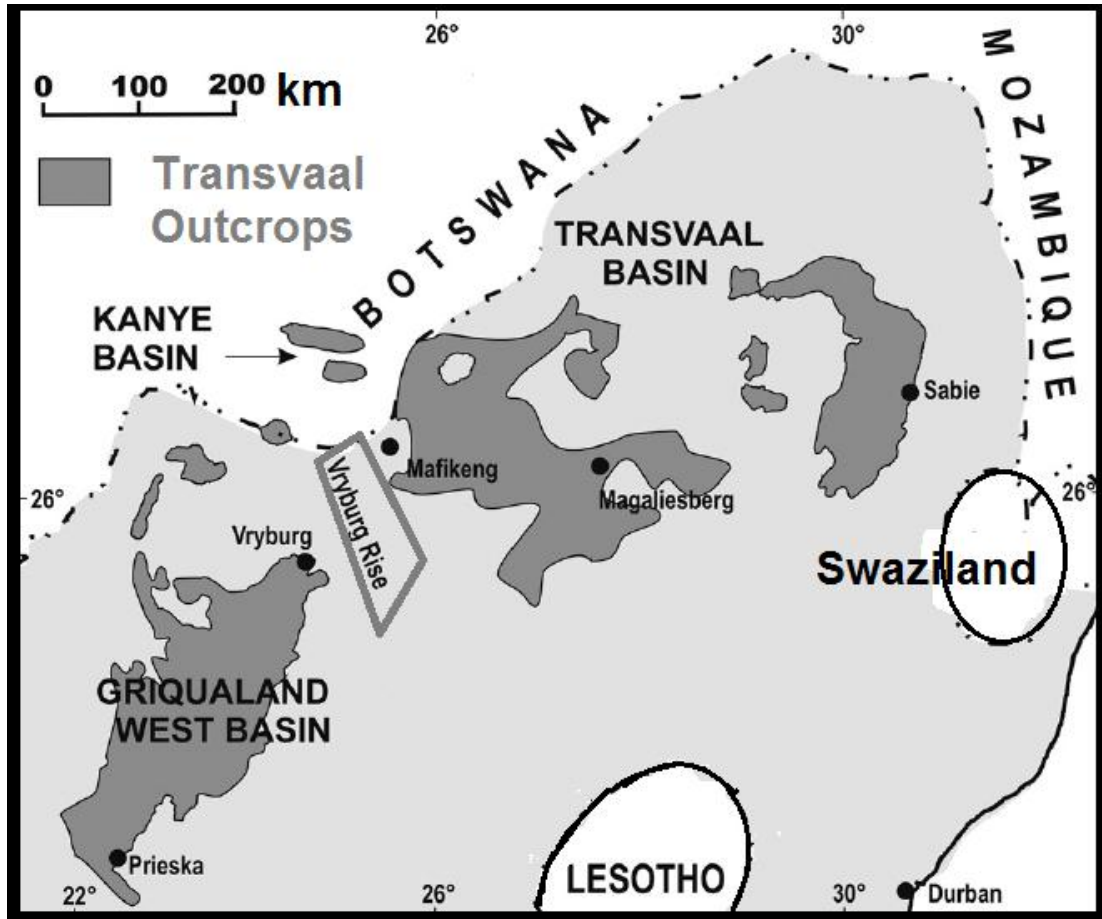 26°
30°
0 100 200 km
Transvaal
Outcrops
BOTSWANA
MOZAMBIQUE
TRANSVAAL
BASIN
KANYE
BASIN
Sabie
Mafikeng
Magaliesberg
26°
26°
Vryburg Rise
Vryburg
Swaziland
GRIQUALAND
WEST BASIN
Prieska
LESOTHO
Durban
22°
26°
30°